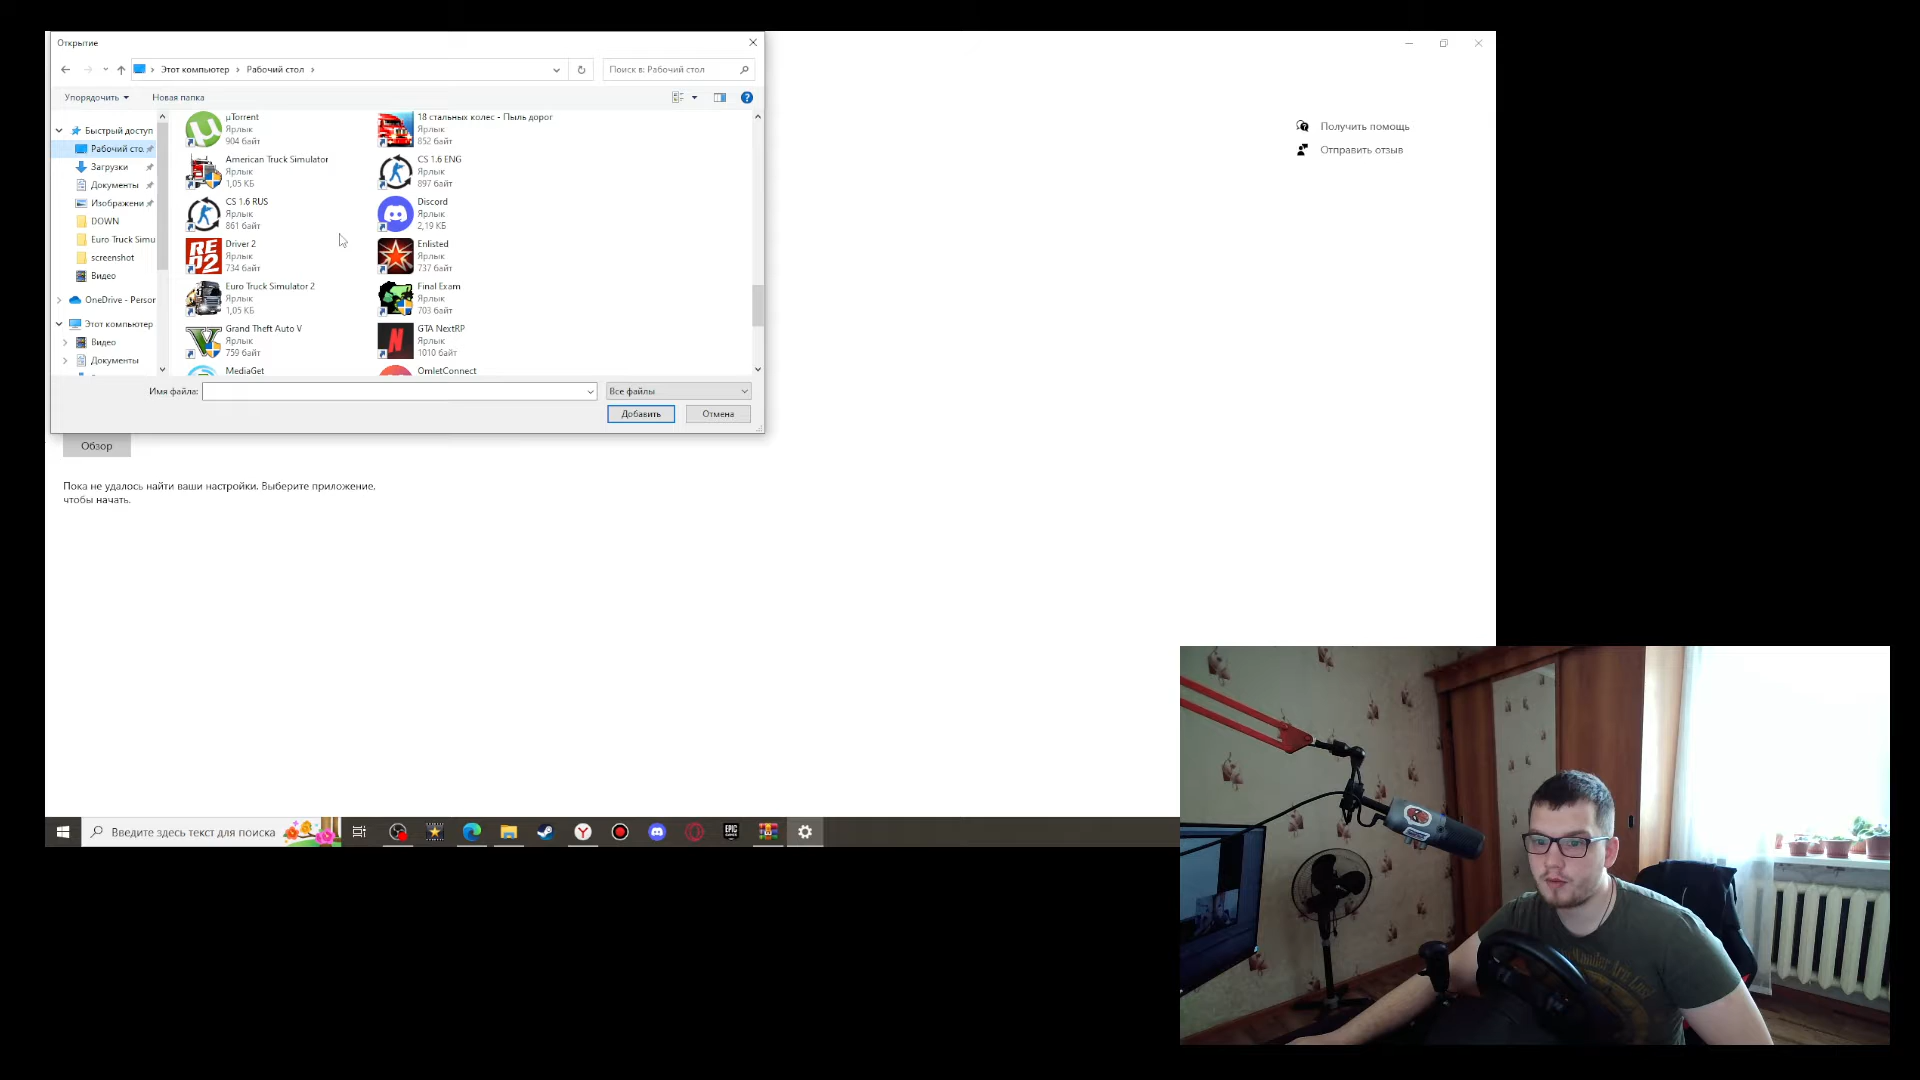 Открытие
Этот компьютер
Рабочий стол
Поиск в: Рабочий стол
Упорядочить
Новая папка
Быстрый доступ
Рабочий сто.
Загрузки
Документы
Изображени
DOWN
Euro Truck Simu
screenshot
Видео
OneDrive - Persor
Этот компьютер
Видео
Документы
µTorrent
Ярлык
904 байт
18 стальных колес - Пыль дорог
Ярлык
852 байт
American Truck Simulator
Ярлык
1,05 КБ
CS 1.6 ENG
Ярлык
897 байт
CS 1.6 RUS
Ярлык
861 байт
Discord
Ярлык
2,19 КБ
Driver 2
Ярлык
734 байт
Enlisted
Ярлык
737 байт
Euro Truck Simulator 2
Ярлык
1,05 КБ
Final Exam
Ярлык
703 байт
Grand Theft Auto V
Ярлык
759 байт
GTA NextRP
Ярлык
1010 байт
MediaGet
OmletConnect
Имя файла:
Все файлы
Добавить
Отмена
Обзор
Пока не удалось найти ваши настройки. Выберите приложение,
чтобы начать.
Получить помощь
Отправить отзыв
Введите здесь текст для поиска